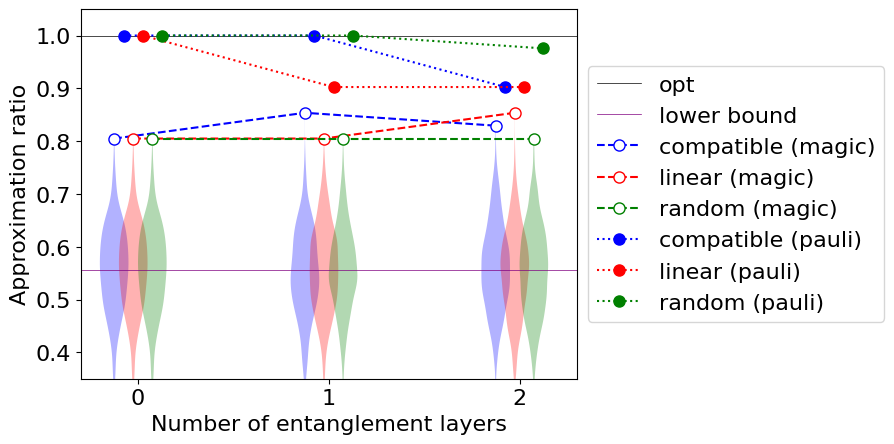 1.0
0.9
0.8
0.7
0.6
0.5
0.4
Approximation ratio
0 1 2
Number of entanglement layers
opt
lower bound
compatible (magic)
linear (magic)
random (magic)
compatible (pauli)
linear (pauli)
random (pauli)